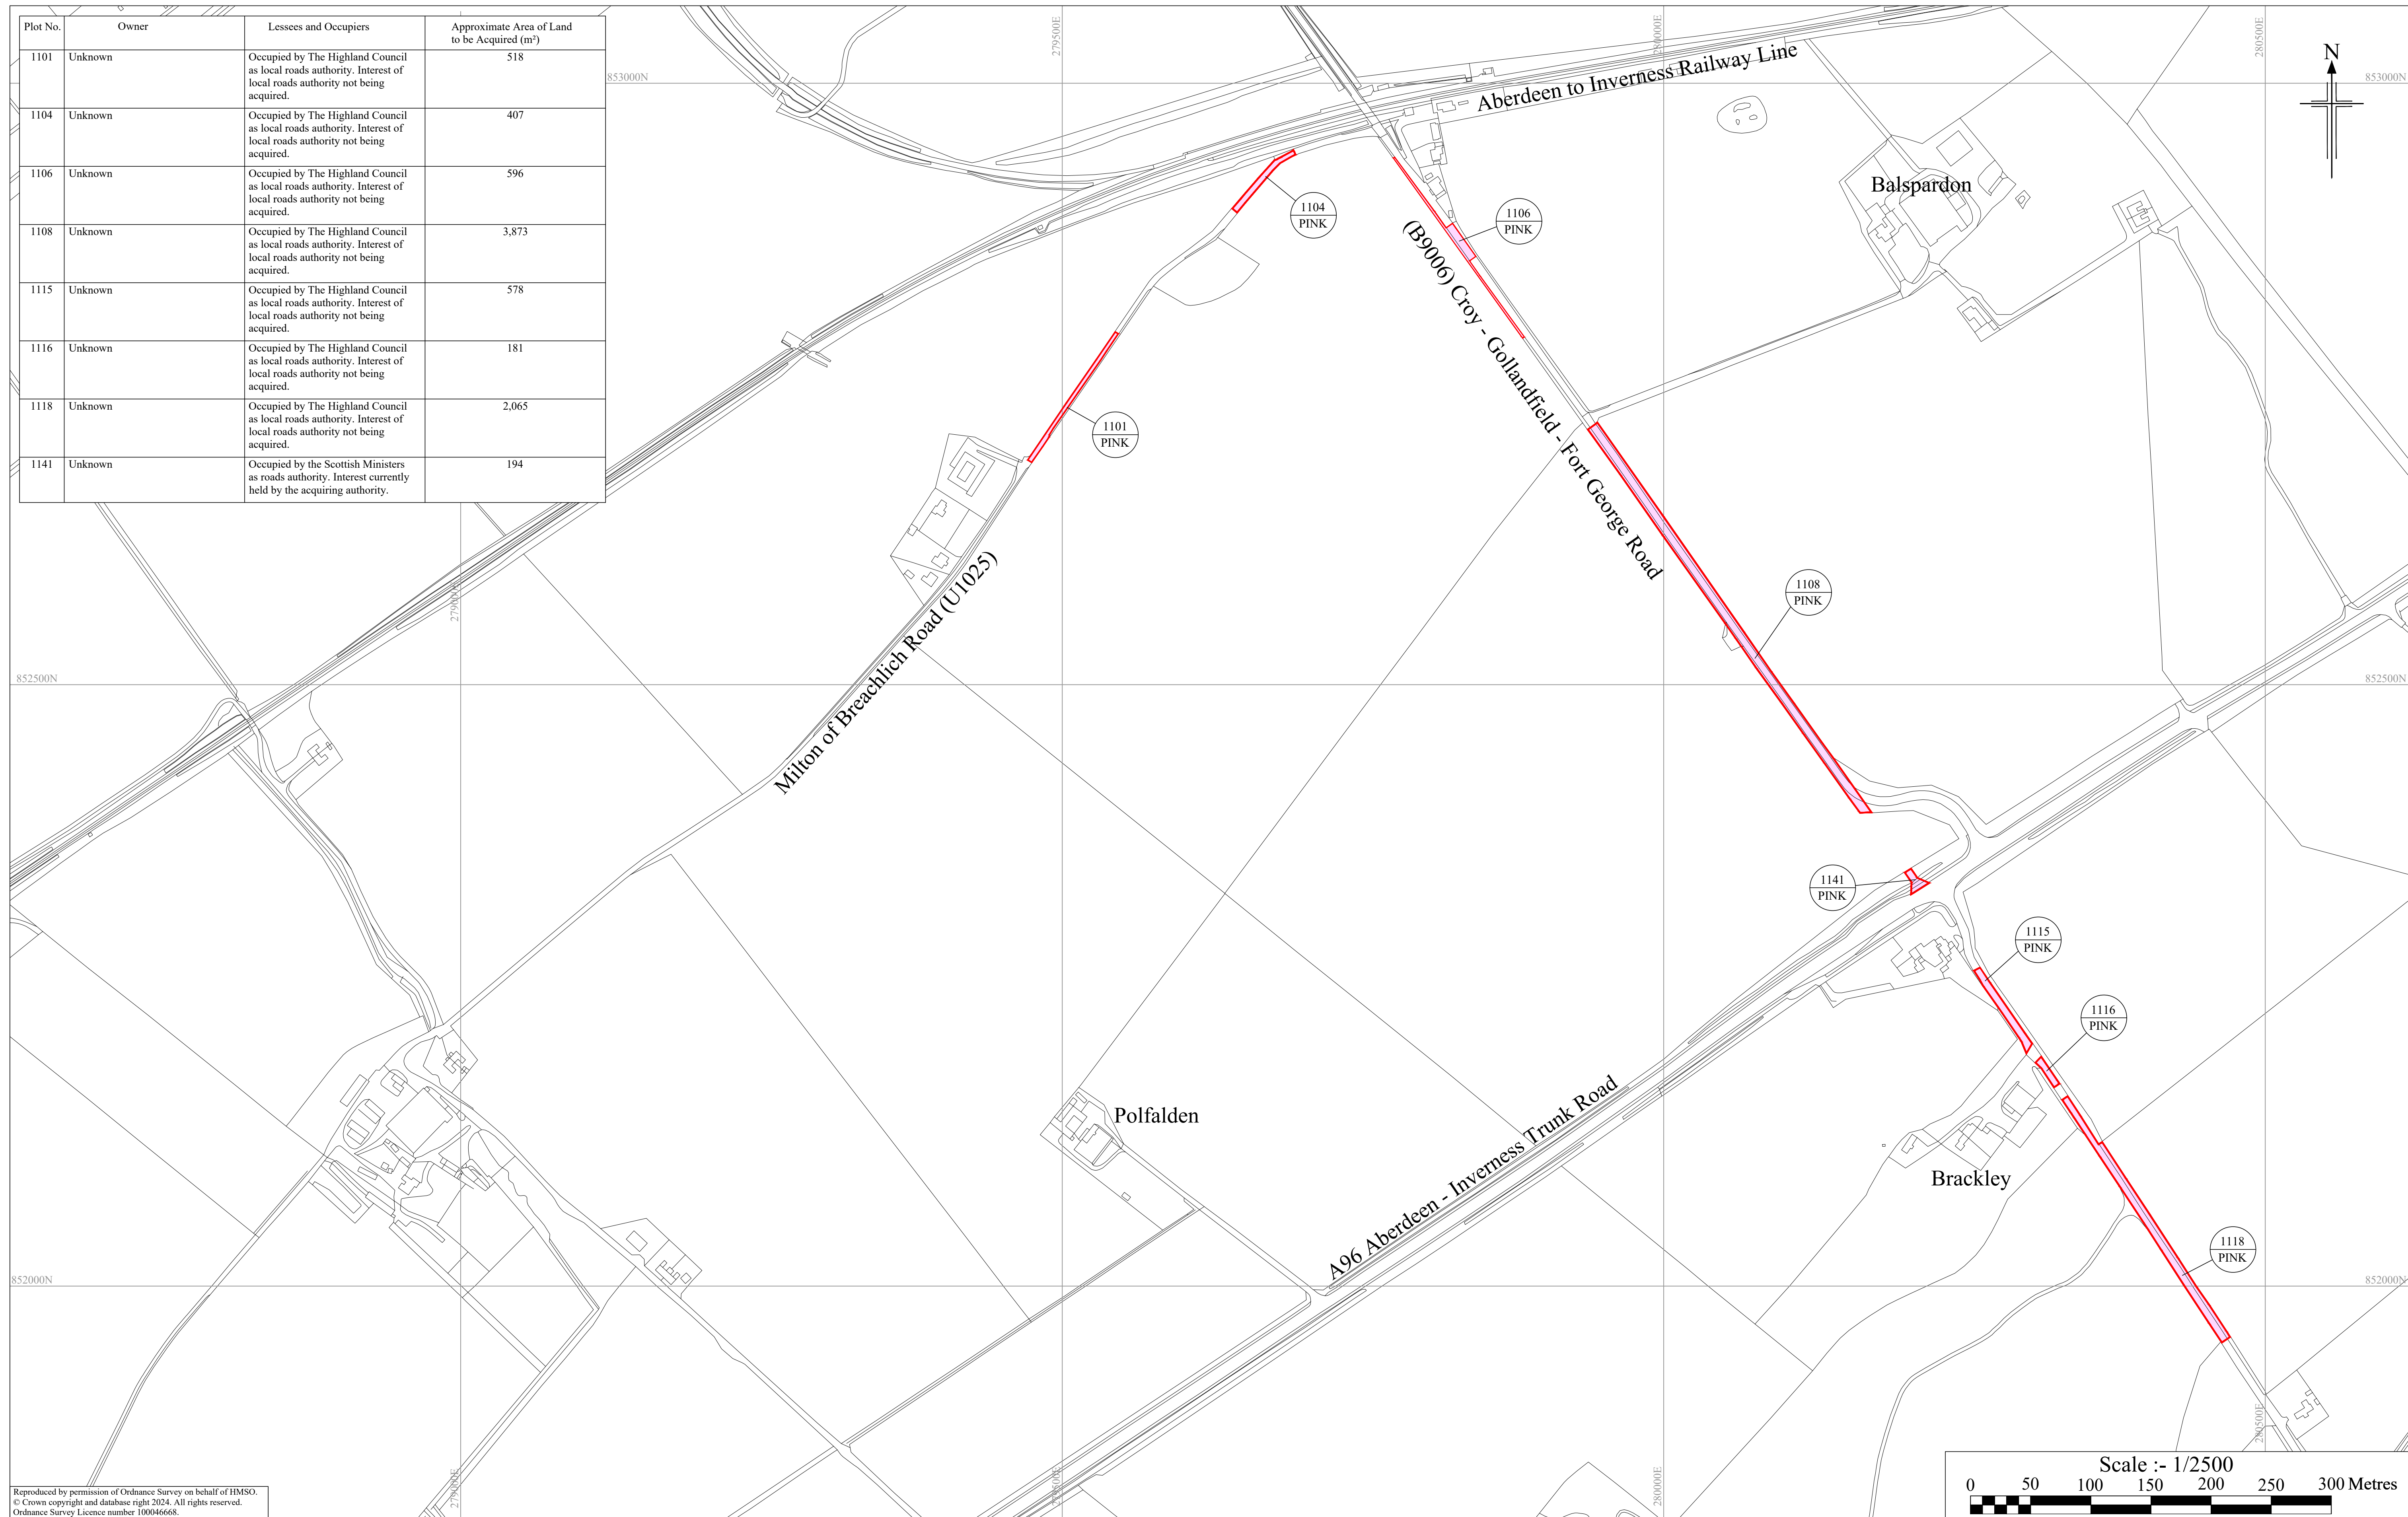 Plot No. Owner Lessees and Occupiers Approximate Area of Land
to be Acquired (m²)
1101 Unknown Occupied by The Highland Council 518
as local roads authority. Interest of
local roads authority not being
acquired.
1104 Unknown Occupied by The Highland Council 407
as local roads authority. Interest of
local roads authority not being
acquired.
1106 Unknown Occupied by The Highland Council 596
as local roads authority. Interest of
local roads authority not being
acquired.
1108 Unknown Occupied by The Highland Council 3,873
as local roads authority. Interest of
local roads authority not being
acquired.
1115 Unknown Occupied by The Highland Council 578
as local roads authority. Interest of
local roads authority not being
acquired.
1116 Unknown Occupied by The Highland Council 181
as local roads authority. Interest of
local roads authority not being
acquired.
1118 Unknown Occupied by The Highland Council 2,065
as local roads authority. Interest of
local roads authority not being
acquired.
1141 Unknown Occupied by the Scottish Ministers 194
as roads authority. Interest currently
held by the acquiring authority.
279500E
280000E
280500E
N
853000N
853000N
Aberdeen to Inverness Railway Line
Balspardon
1104
PINK
1106
PINK
(B9006) Croy - Gollandfield - Fort George Road
1101
PINK
1108
PINK
Milton of Breachlich Road (U1025)
279000E
852500N
852500N
1141
PINK
1115
PINK
1116
PINK
Polfalden
A96 Aberdeen - Inverness Trunk Road
Brackley
1118
PINK
852000N
852000N
279000E
279500E
280000E
280500E
Scale :- 1/2500
0 50 100 150 200 250 300 Metres
Reproduced by permission of Ordnance Survey on behalf of HMSO.
© Crown copyright and database right 2024. All rights reserved.
Ordnance Survey Licence number 100046668.